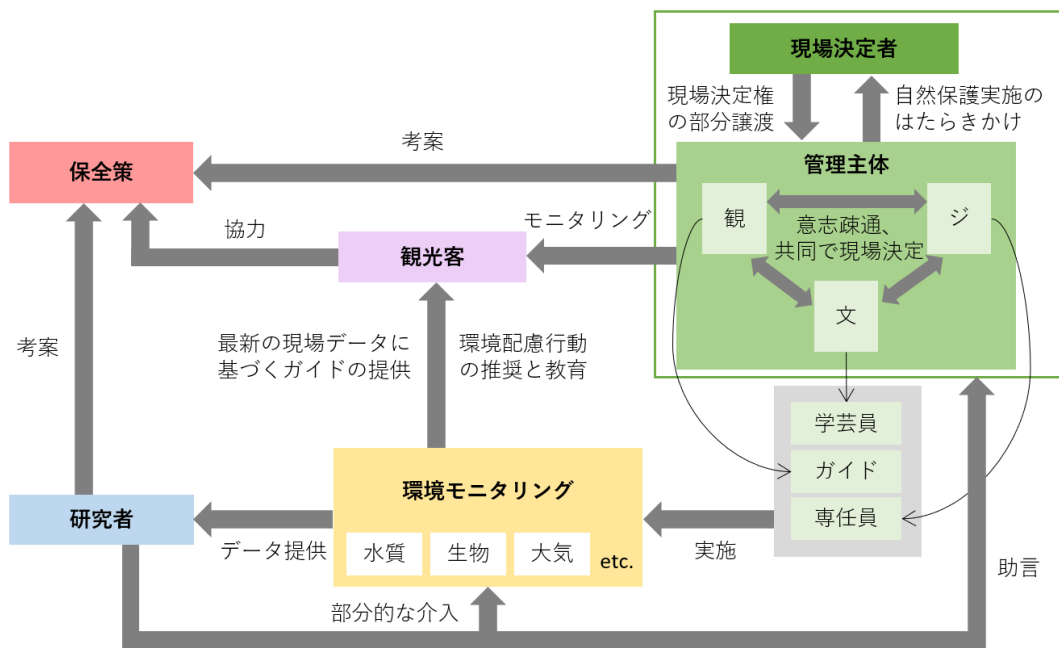 現場決定者
現場決定権
の部分譲渡
自然保護実施の
はたらきかけ
考案
保全策
管理主体
観
ジ
意志疎通、
共同で現場決定
文
モニタリング
協力
観光客
考案
最新の現場データに
基づくガイドの提供
環境配慮行動
の推奨と教育
学芸員
ガイド
専任員
環境モニタリング
水質
生物
大気
etc.
研究者
データ提供
実施
助言
部分的な介入